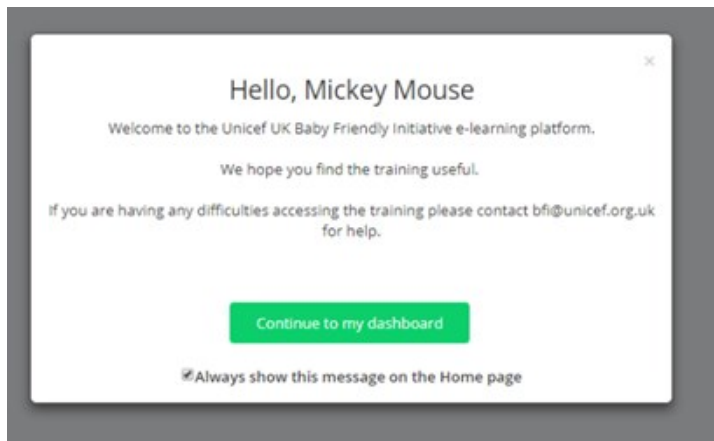 Hello, Mickey Mouse
Welcome to the Unicef UK Baby Friendly Initiative e-learning platform.
We hope you find the training useful.
If you are having any difficulties accessing the training please contact bfi@unicef.org.uk
for help.
Continue to my dashboard
Always show this message on the Home page